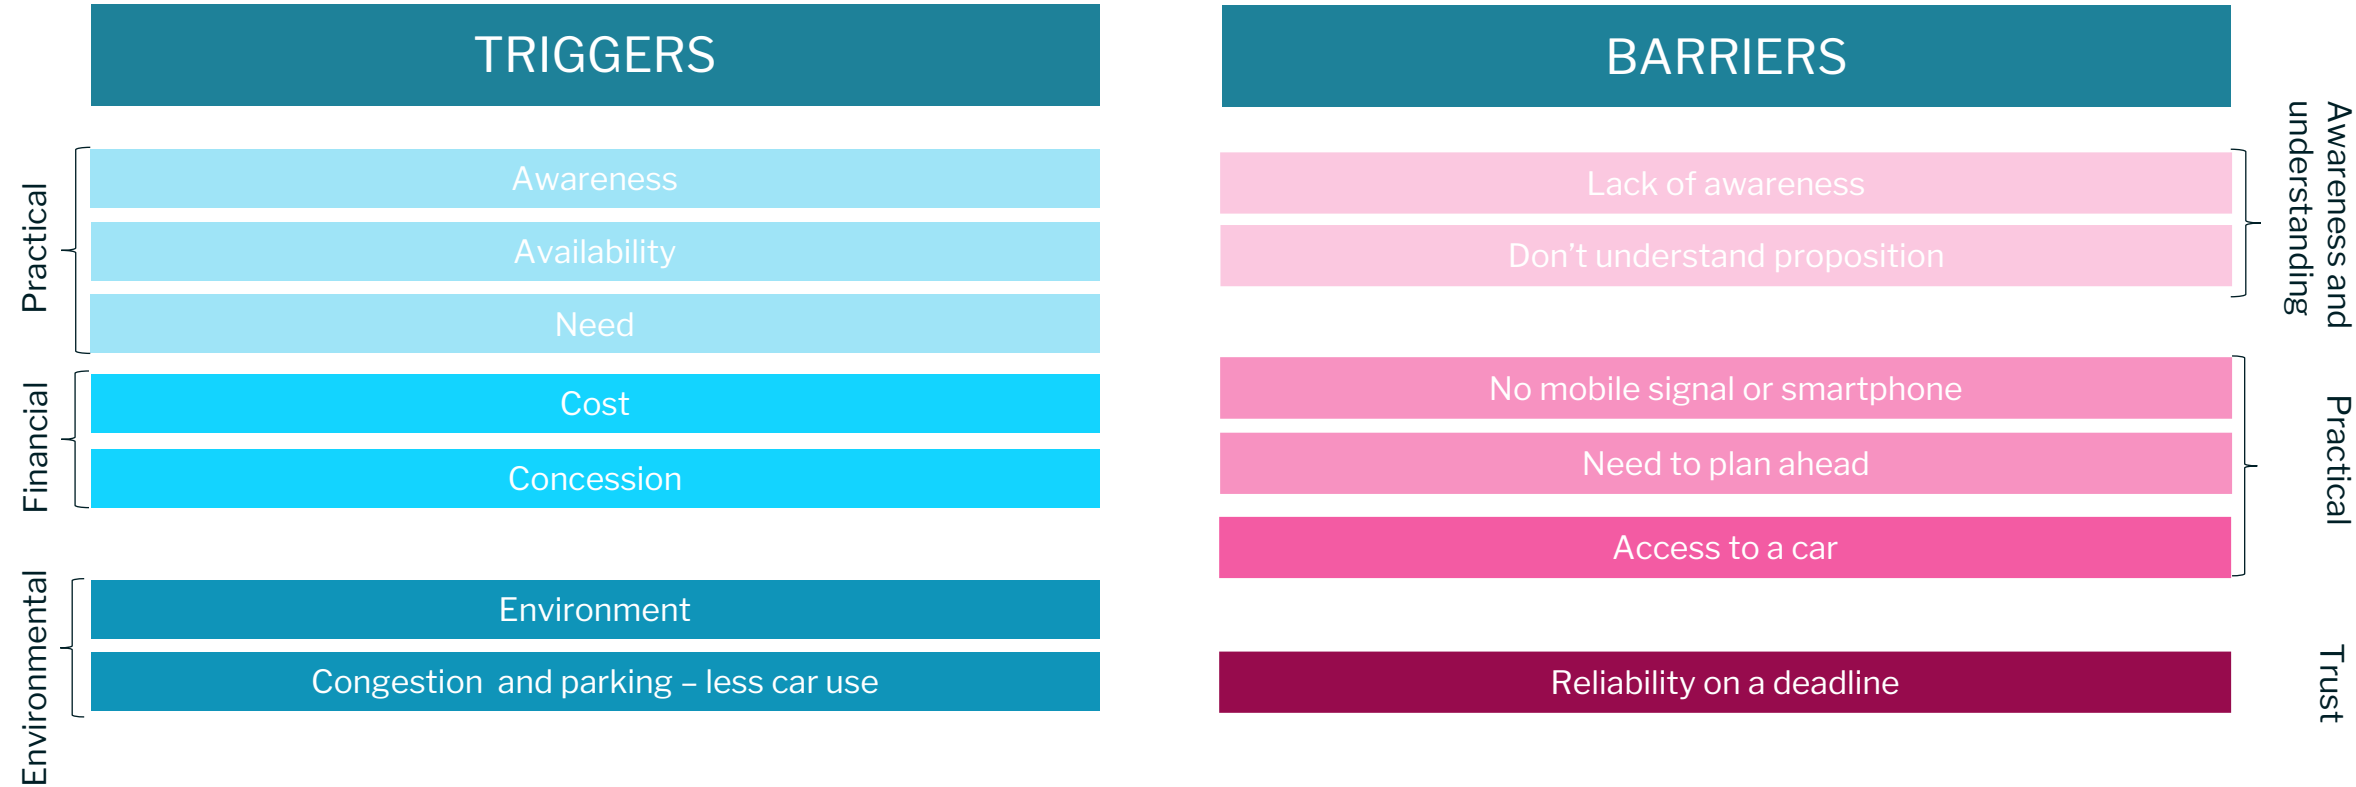 TRIGGERS
Practical
Awareness
Availability
Need
Financial
Cost
Concession
Environmental
Environment
Congestion  and parking – less car use
BARRIERS
Awareness and
understanding
Lack of awareness
Don’t understand proposition
Practical
No mobile signal or smartphone
Need to plan ahead
Access to a car
Trust
Reliability on a deadline